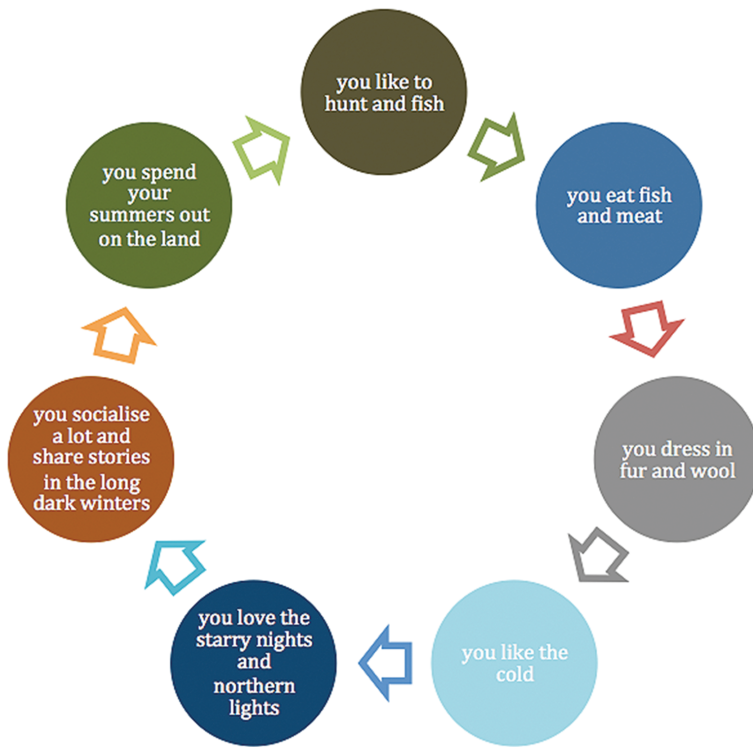 you like to
hunt and fish
you eat fish
and meat
you dress in
fur and wool
you like the
cold
you love the
starry nights
and
northern
lights
you socialise
a lot and
share stories
in the long
dark winters
you spend
your
summers out
on the land